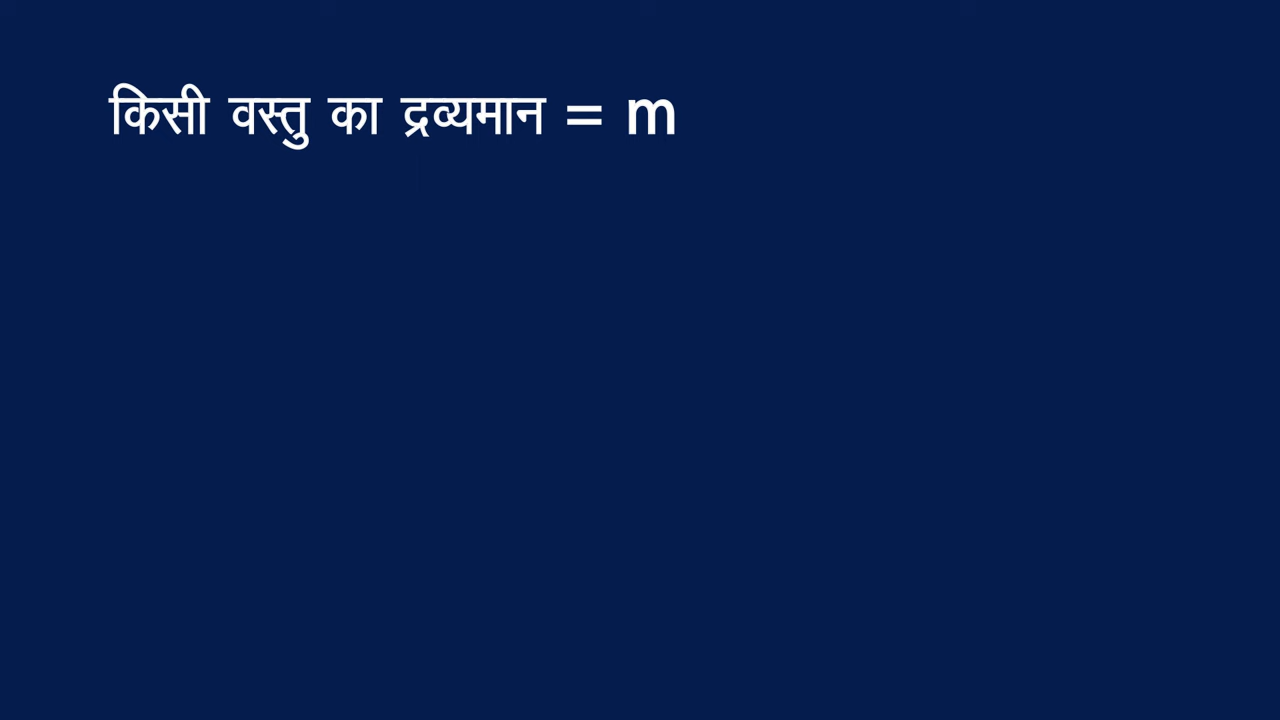 किसी वस्तु का द्रव्यमान = m